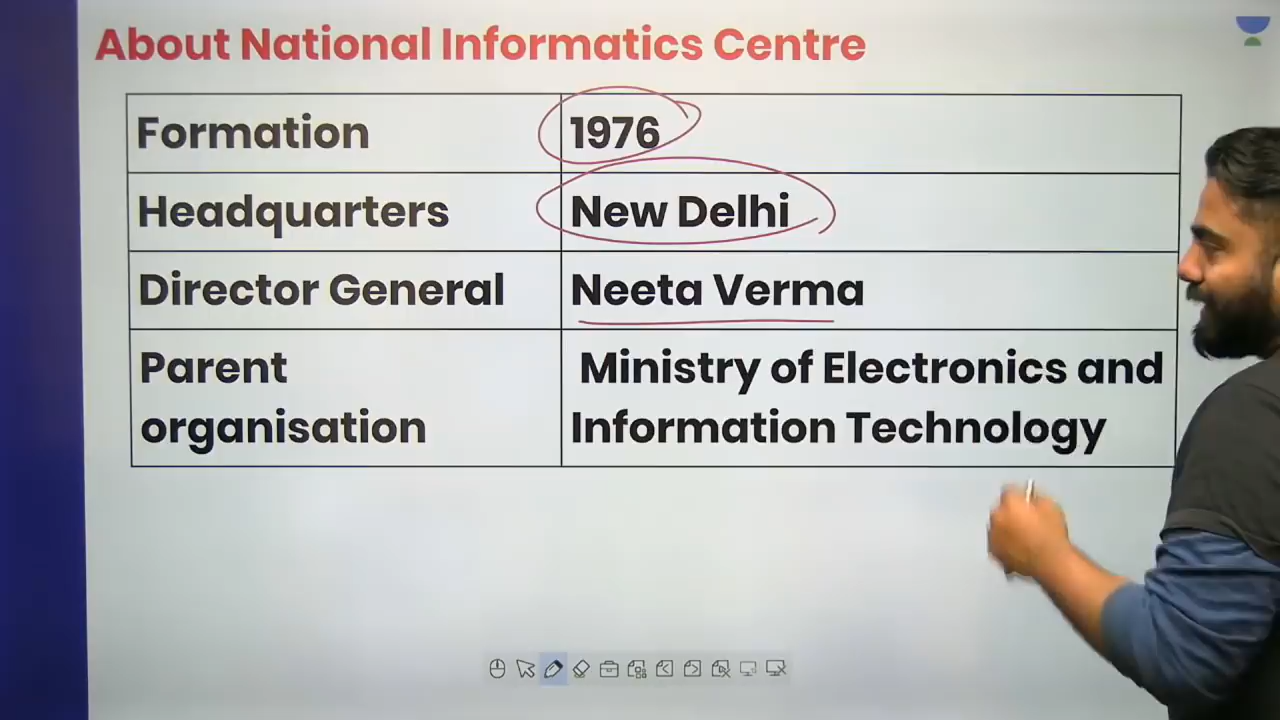 About National Informatics Centre
Formation 1976
Headquarters New Delhi
Director General Neeta Verma
Parent Ministry of Electronics and
organisation Information Technology